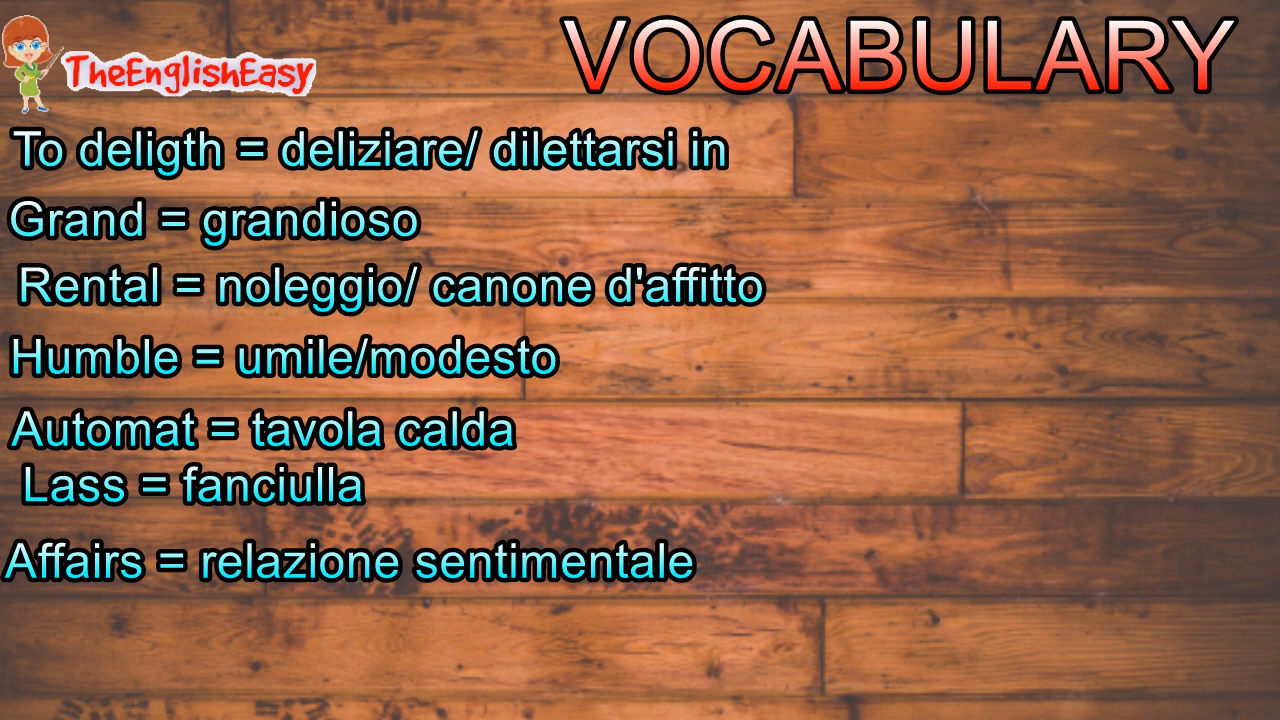 TheEnglishEasy
VOCABULARY
To deligth = deliziare/ dilettarsi in
Grand = grandioso
Rental = noleggio/ canone d'affitto
Humble = umile/modesto
Automat = tavola calda
Lass = fanciulla
Affairs = relazione sentimentale